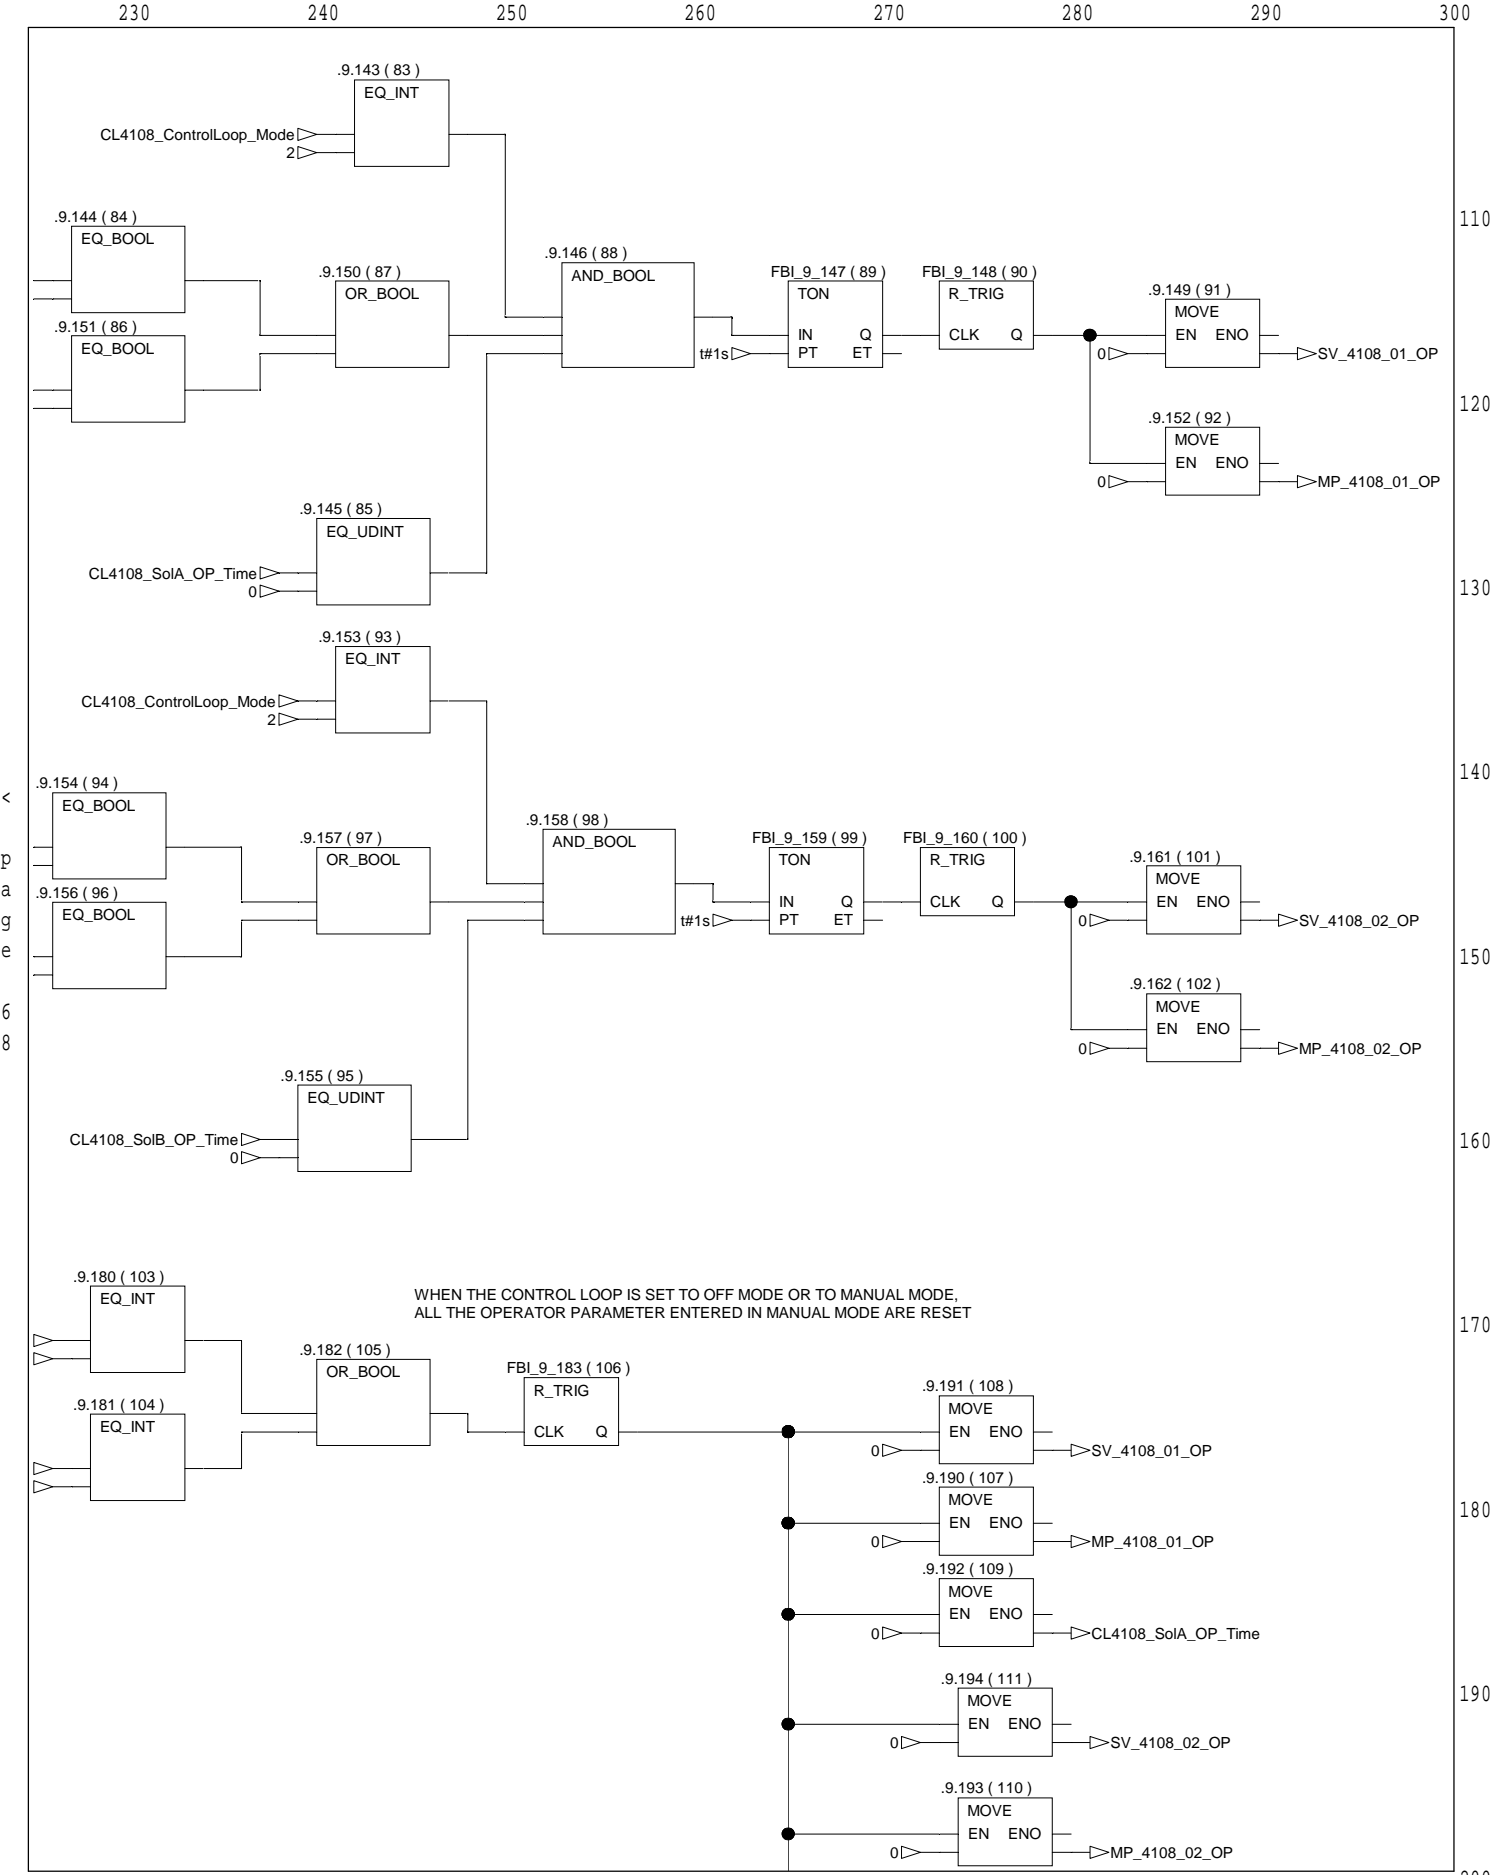 230 240 250 260 270 280 290 300
.9.143 ( 83 )
EQ_INT
CL4108_ControlLoop_Mode
2
.9.144 ( 84 )
EQ_BOOL
110
.9.146 ( 88 )
AND_BOOL
.9.150 ( 87 )
OR_BOOL
FBI_9_147 ( 89 )
TON
IN Q
t#1s PT ET
FBI_9_148 ( 90 )
R_TRIG
CLK Q
.9.149 ( 91 )
MOVE
EN ENO
0 SV_4108_01_OP
.9.151 ( 86 )
EQ_BOOL
120
.9.152 ( 92 )
MOVE
EN ENO
0 MP_4108_01_OP
.9.145 ( 85 )
EQ_UDINT
CL4108_SolA_OP_Time
0
130
.9.153 ( 93 )
EQ_INT
CL4108_ControlLoop_Mode
2
140
< page 68
.9.154 ( 94 )
EQ_BOOL
.9.158 ( 98 )
AND_BOOL
.9.157 ( 97 )
OR_BOOL
FBI_9_159 ( 99 )
TON
IN Q
t#1s PT ET
FBI_9_160 ( 100 )
R_TRIG
CLK Q
.9.161 ( 101 )
MOVE
EN ENO
0 SV_4108_02_OP
.9.156 ( 96 )
EQ_BOOL
150
.9.162 ( 102 )
MOVE
EN ENO
0 MP_4108_02_OP
.9.155 ( 95 )
EQ_UDINT
CL4108_SolB_OP_Time
0
160
.9.180 ( 103 )
EQ_INT
WHEN THE CONTROL LOOP IS SET TO OFF MODE OR TO MANUAL MODE,
ALL THE OPERATOR PARAMETER ENTERED IN MANUAL MODE ARE RESET
170
.9.182 ( 105 )
OR_BOOL
FBI_9_183 ( 106 )
R_TRIG
CLK Q
.9.181 ( 104 )
EQ_INT
.9.191 ( 108 )
MOVE
EN ENO
0 SV_4108_01_OP
.9.190 ( 107 )
MOVE
180
EN ENO
0 MP_4108_01_OP
.9.192 ( 109 )
MOVE
EN ENO
0 CL4108_SolA_OP_Time
.9.194 ( 111 )
190
MOVE
EN ENO
0 SV_4108_02_OP
.9.193 ( 110 )
MOVE
EN ENO
0 MP_4108_02_OP